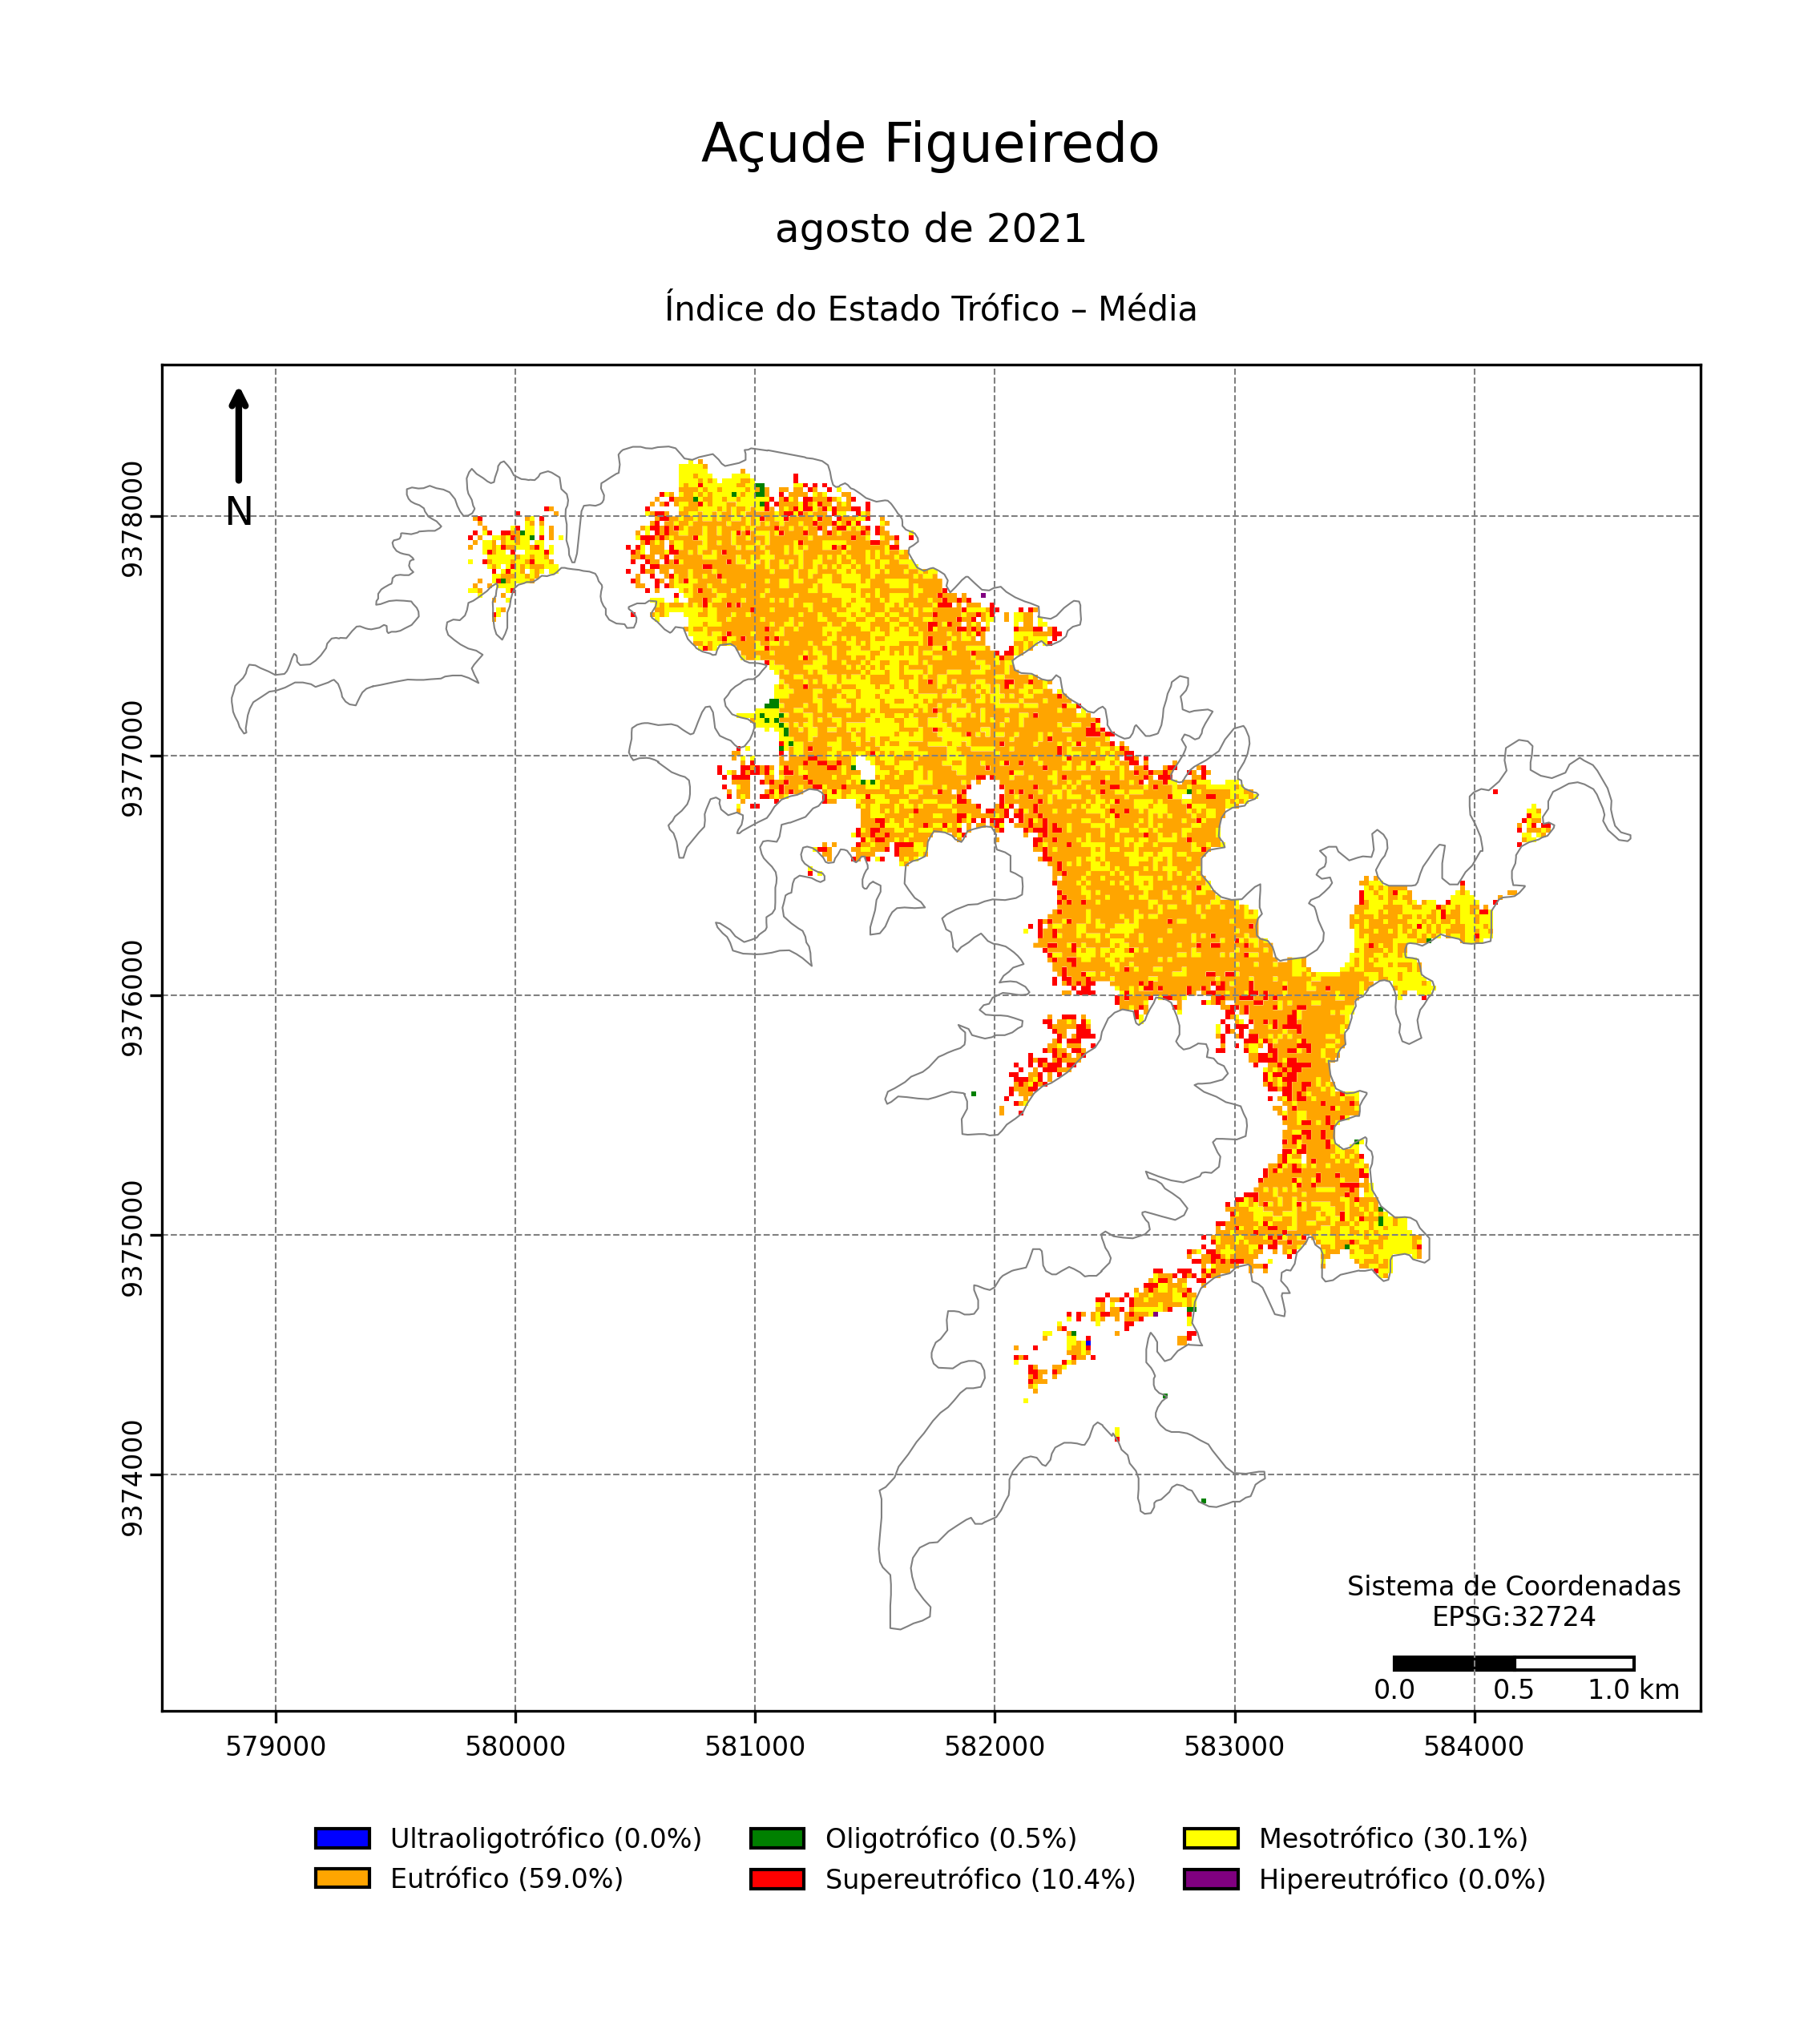 Açude Figueiredo
agosto de 2021
Índice do Estado Trófico – Média
N
9378000
9377000
9376000
9375000
9374000
Sistema de Coordenadas
EPSG:32724
0.0 0.5 1.0 km
579000 580000 581000 582000 583000 584000
Ultraoligotrófico (0.0%) Oligotrófico (0.5%) Mesotrófico (30.1%)
Eutrófico (59.0%) Supereutrófico (10.4%) Hipereutrófico (0.0%)